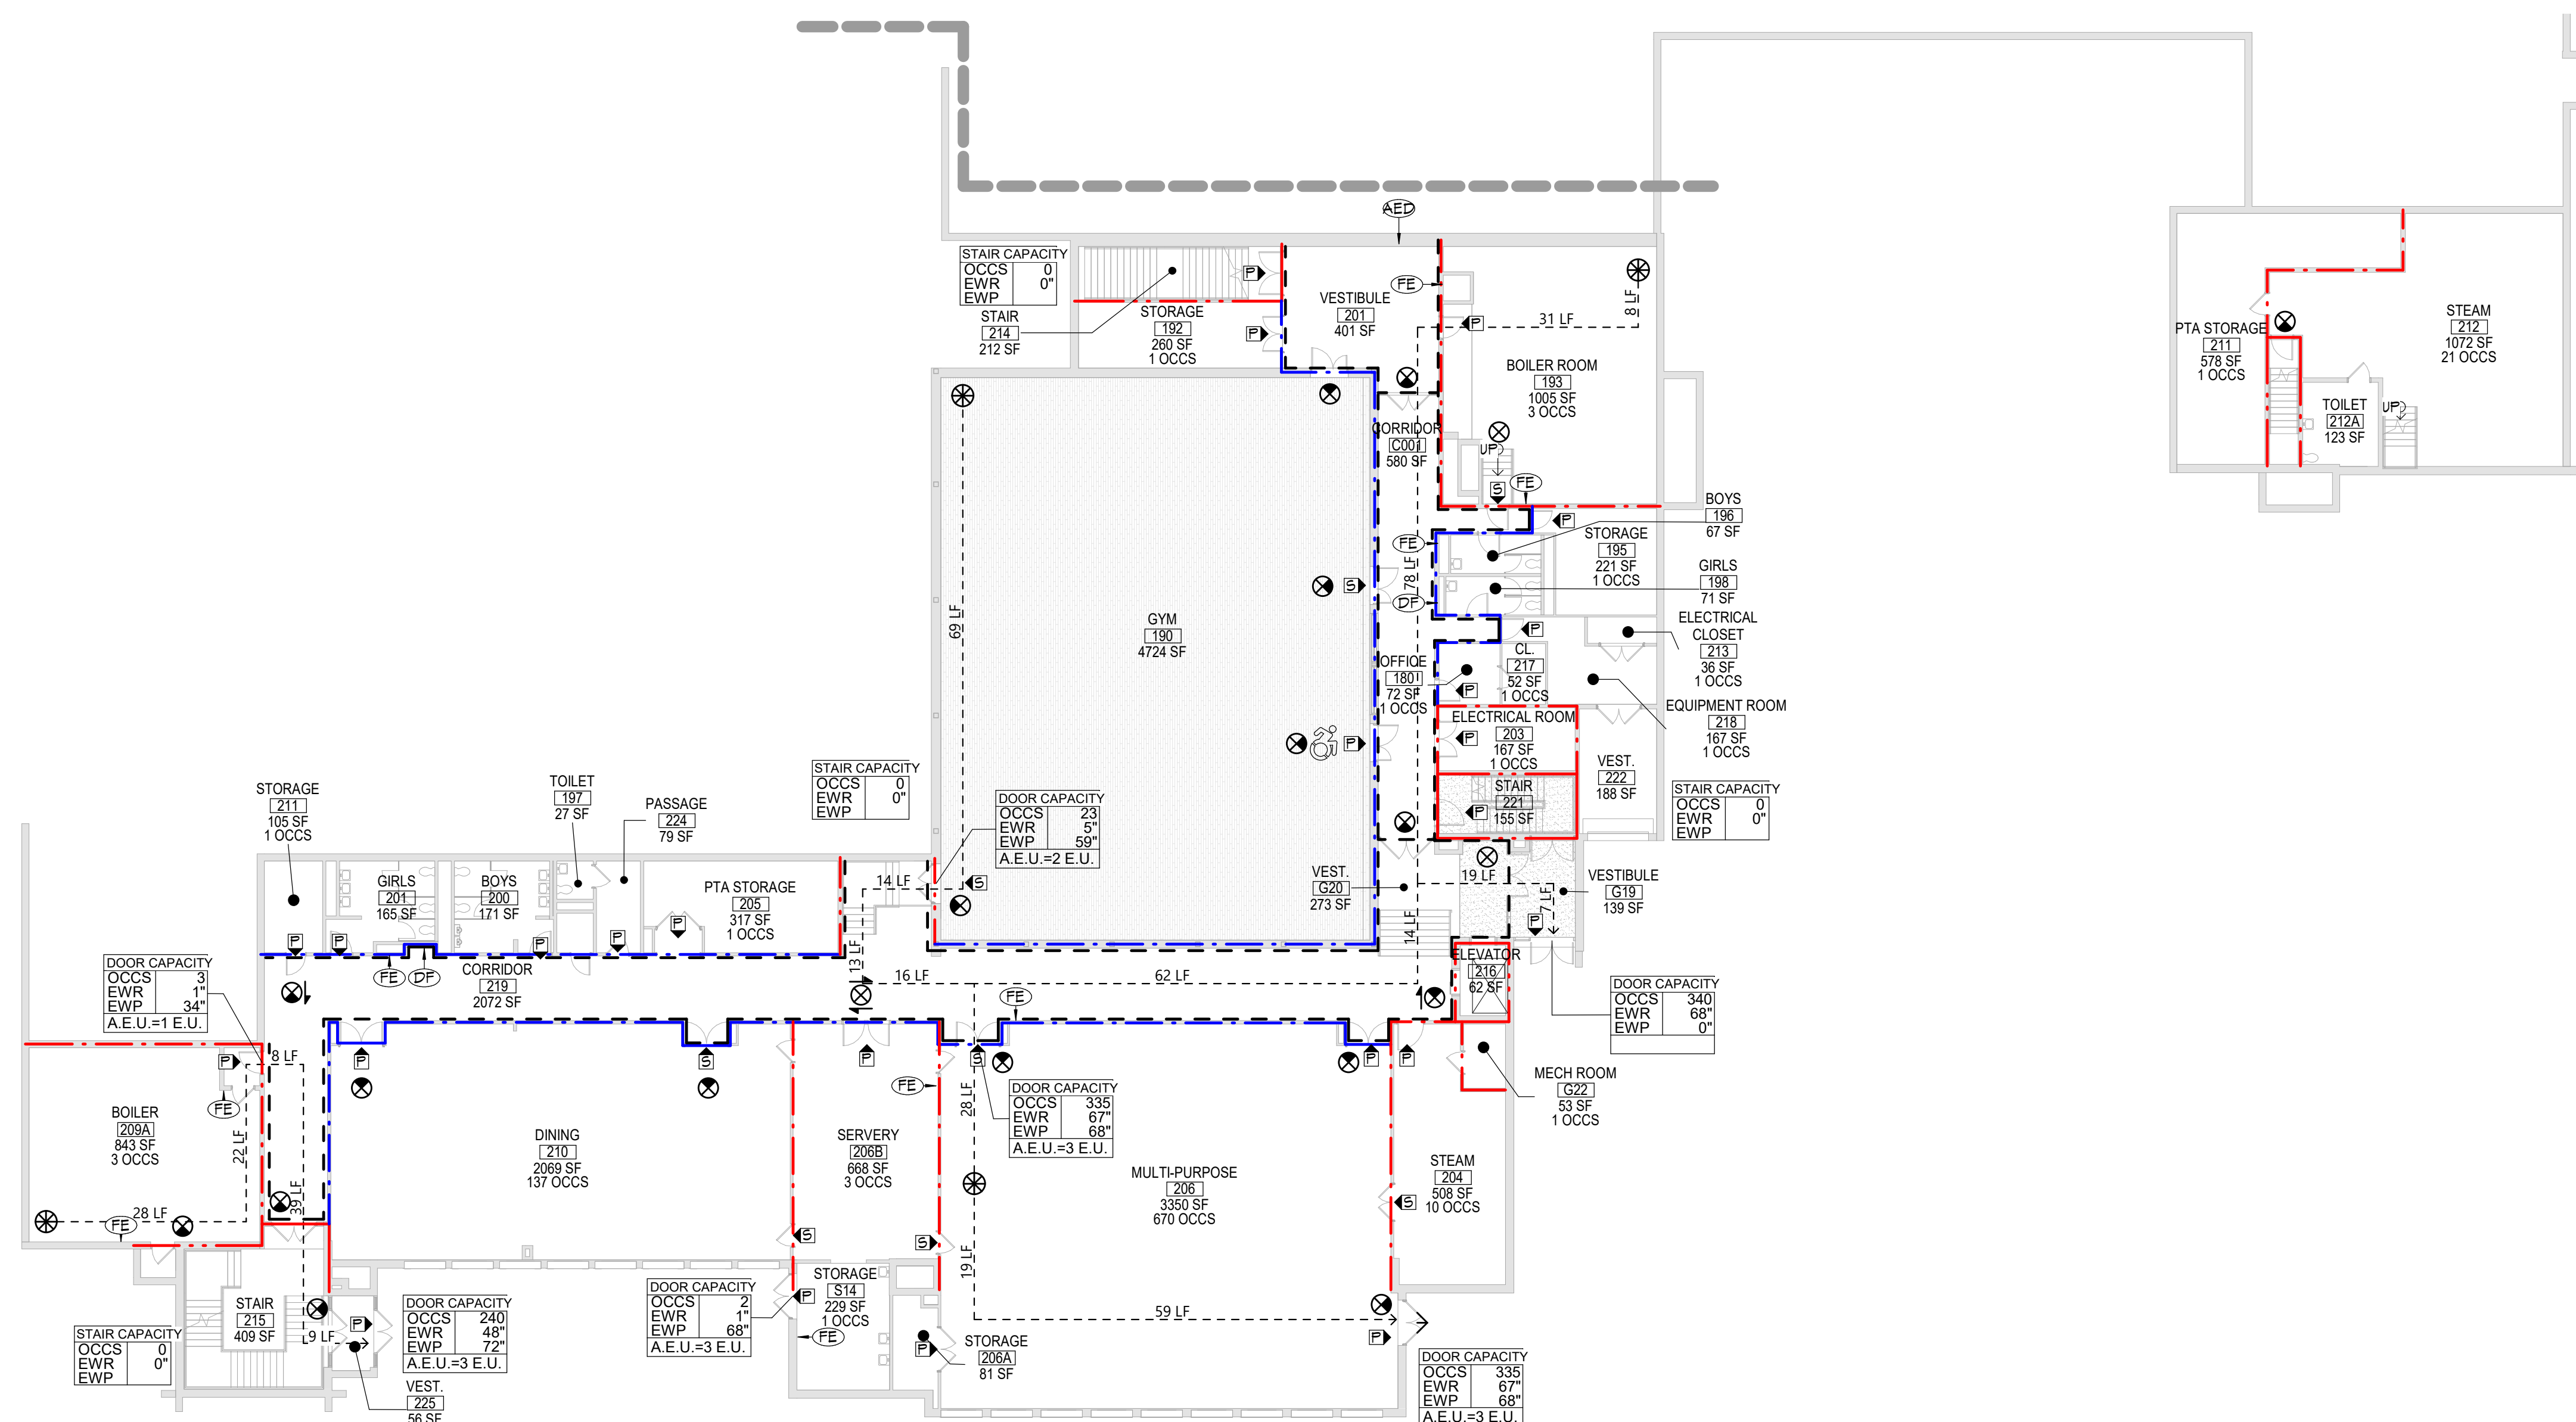 AED
STAIR CAPACITY
OCCS 0
EWR 0"
EWP
STAIR
214
212 SF
P
STORAGE
192
260 SF
1 OCCS
P
VESTIBULE
201
401 SF
FE
P
31 LF
8 LF
BOILER ROOM
193
1005 SF
3 OCCS
UP
S
FE
PTA STORAGE
211
578 SF
1 OCCS
STEAM
212
1072 SF
21 OCCS
TOILET
212A
123 SF
UP
CORRIDOR
C001
580 SF
69 LF
GYM
190
4724 SF
S
P
78 LF
FE
DF
P
BOYS
196
67 SF
STORAGE
195
221 SF
1 OCCS
GIRLS
198
71 SF
P
ELECTRICAL
CLOSET
213
36 SF
1 OCCS
OFFICE
180
72 SF
1 OCCS
P
CL.
217
52 SF
1 OCCS
EQUIPMENT ROOM
218
167 SF
1 OCCS
ELECTRICAL ROOM
203
167 SF
1 OCCS
P
STAIR
221
155 SF
P
VEST.
222
188 SF
STAIR CAPACITY
OCCS 0
EWR 0"
EWP
STAIR CAPACITY
OCCS 0
EWR 0"
EWP
DOOR CAPACITY
OCCS 23
EWR 5"
EWP 59"
A.E.U.=2 E.U.
STORAGE
211
105 SF
1 OCCS
TOILET
197
27 SF
PASSAGE
224
79 SF
GIRLS
201
165 SF
BOYS
200
171 SF
PTA STORAGE
205
317 SF
1 OCCS
P
P
P
P
P
14 LF
S
13 LF
VEST.
G20
273 SF
19 LF
7 LF
P
VESTIBULE
G19
139 SF
14 LF
ELEVATOR
216
62 SF
FE
DF
CORRIDOR
219
2072 SF
16 LF
62 LF
FE
DOOR CAPACITY
OCCS 3
EWR 1"
EWP 34"
A.E.U.=1 E.U.
DOOR CAPACITY
OCCS 340
EWR 68"
EWP 0"
P
8 LF
FE
BOILER
209A
843 SF
3 OCCS
22 LF
28 LF
FE
39 LF
P
S
P
S
P
P
FE
28 LF
DINING
210
2069 SF
137 OCCS
SERVERY
206B
668 SF
3 OCCS
S
S
DOOR CAPACITY
OCCS 335
EWR 67"
EWP 68"
A.E.U.=3 E.U.
MULTI-PURPOSE
206
3350 SF
670 OCCS
MECH ROOM
G22
53 SF
1 OCCS
STEAM
204
508 SF
10 OCCS
S
19 LF
59 LF
P
STAIR
215
409 SF
9 LF
P
STAIR CAPACITY
OCCS 0
EWR 0"
EWP
DOOR CAPACITY
OCCS 240
EWR 48"
EWP 72"
A.E.U.=3 E.U.
VEST.
225
56 SF
DOOR CAPACITY
OCCS 2
EWR 1"
EWP 68"
A.E.U.=3 E.U.
P
STORAGE
S14
229 SF
1 OCCS
FE
P
STORAGE
206A
81 SF
DOOR CAPACITY
OCCS 335
EWR 67"
EWP 68"
A.E.U.=3 E.U.